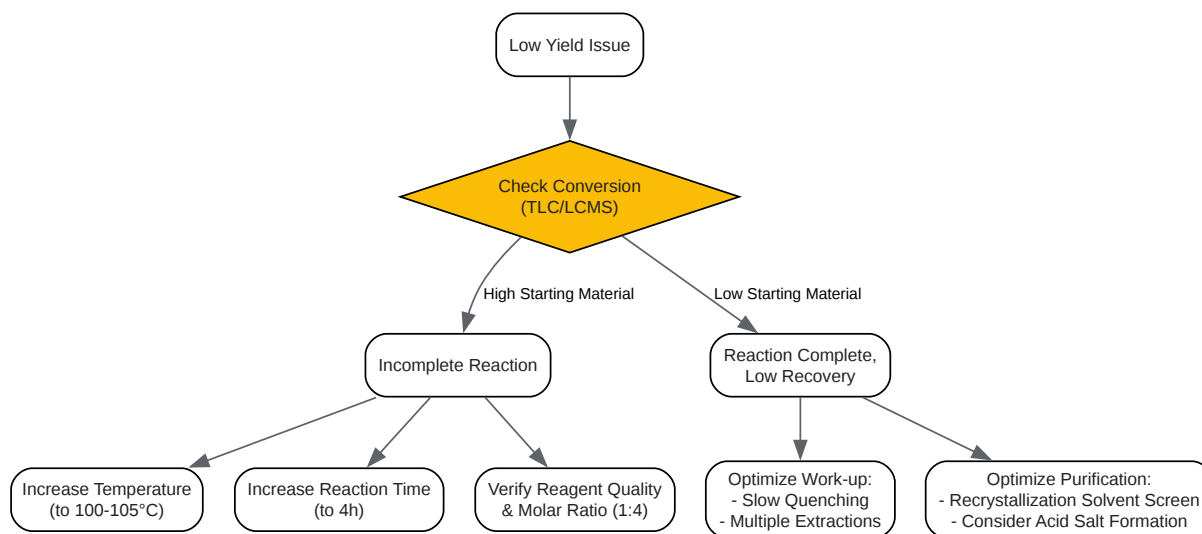 Low Yield Issue
Check Conversion
(TLC/LCMS)
High Starting Material
Low Starting Material
Incomplete Reaction
Reaction Complete,
Low Recovery
Increase Temperature
(to 100-105°C)
Increase Reaction Time
(to 4h)
Verify Reagent Quality
& Molar Ratio (1:4)
Optimize Work-up:
- Slow Quenching
- Multiple Extractions
Optimize Purification:
- Recrystallization Solvent Screen
- Consider Acid Salt Formation